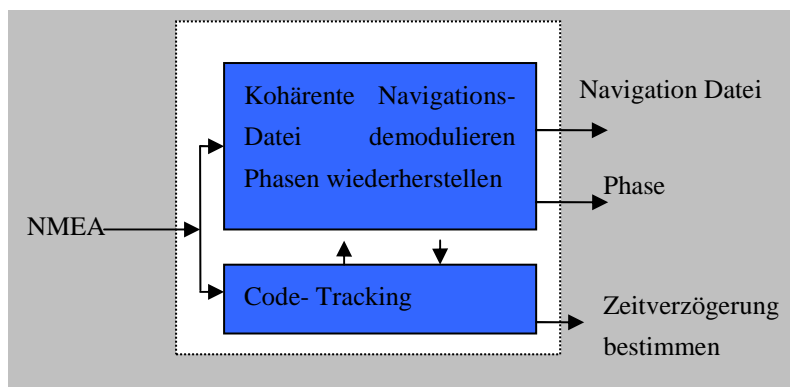 Kohärente Navigations-
Datei demodulieren
Phasen wiederherstellen
Navigation Datei
Phase
NMEA
Code- Tracking
Zeitverzögerung
bestimmen